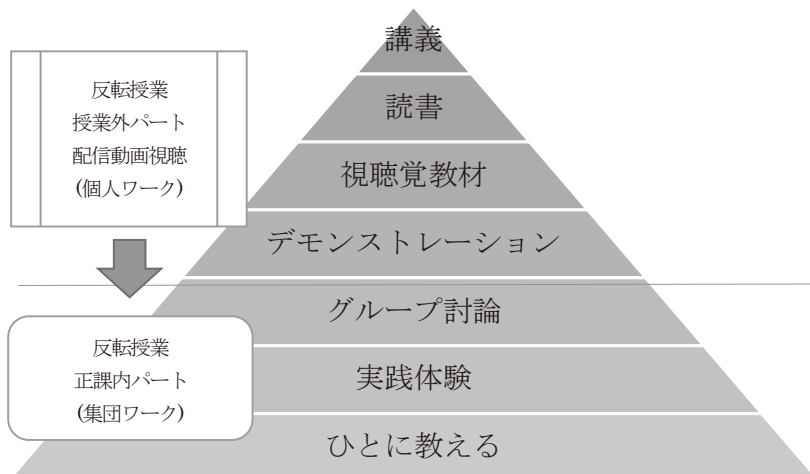 講義
読書
視聴覚教材
デモンストレーション
グループ討論
実践体験
ひとに教える
反転授業
授業外パート
配信動画視聴
(個人ワーク)
反転授業
正課内パート
(集団ワーク)